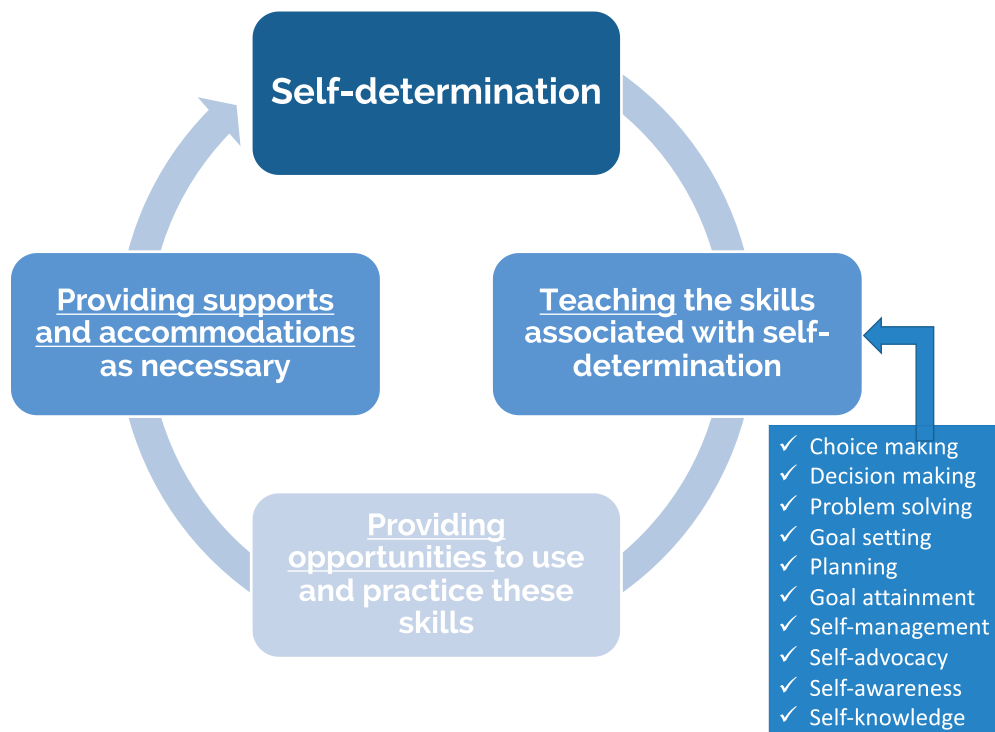 Self-determination
Providing supports
and accommodations
as necessary
Teaching the skills
associated with self-
determination
Providing
opportunities to use
and practice these
skills
✓ Choice making
✓ Decision making
✓ Problem solving
✓ Goal setting
✓ Planning
✓ Goal attainment
✓ Self-management
✓ Self-advocacy
✓ Self-awareness
✓ Self-knowledge